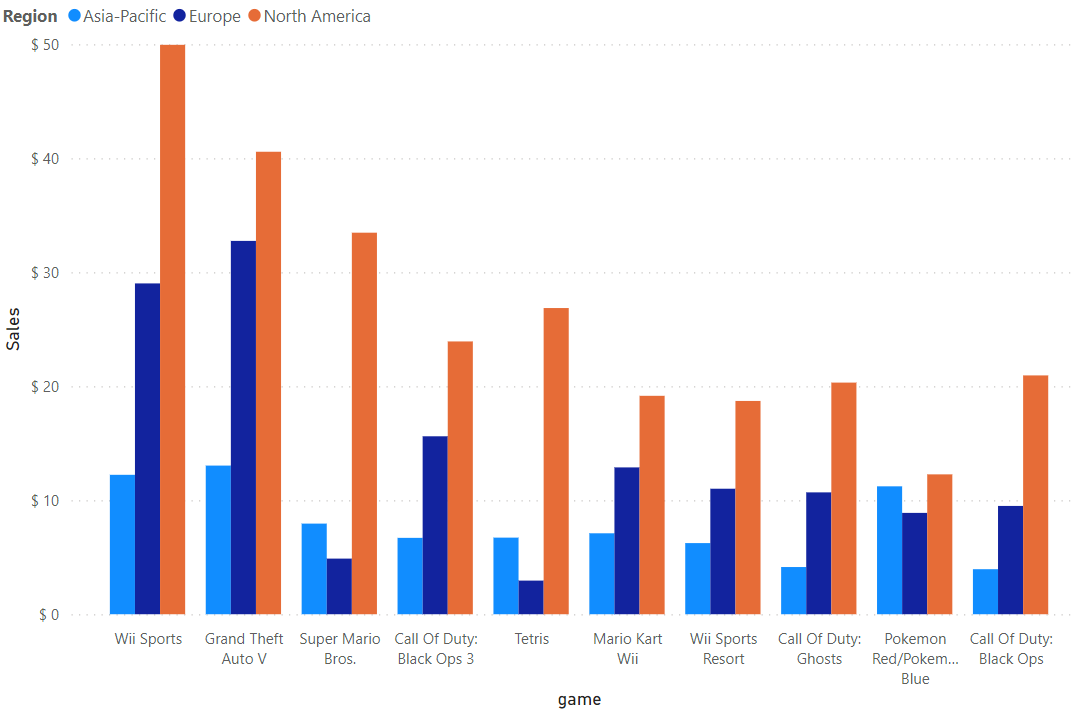 Region Asia-Pacific Europe North America
$ 50
$ 40
$ 30
$ 20
$ 10
$ 0
Sales
Wii Sports
Grand Theft
Auto V
Super Mario
Bros.
Call Of Duty:
Black Ops 3
Tetris
Mario Kart
Wii
Wii Sports
Resort
Call Of Duty:
Ghosts
Pokemon
Red/Pokem...
Blue
Call Of Duty:
Black Ops
game